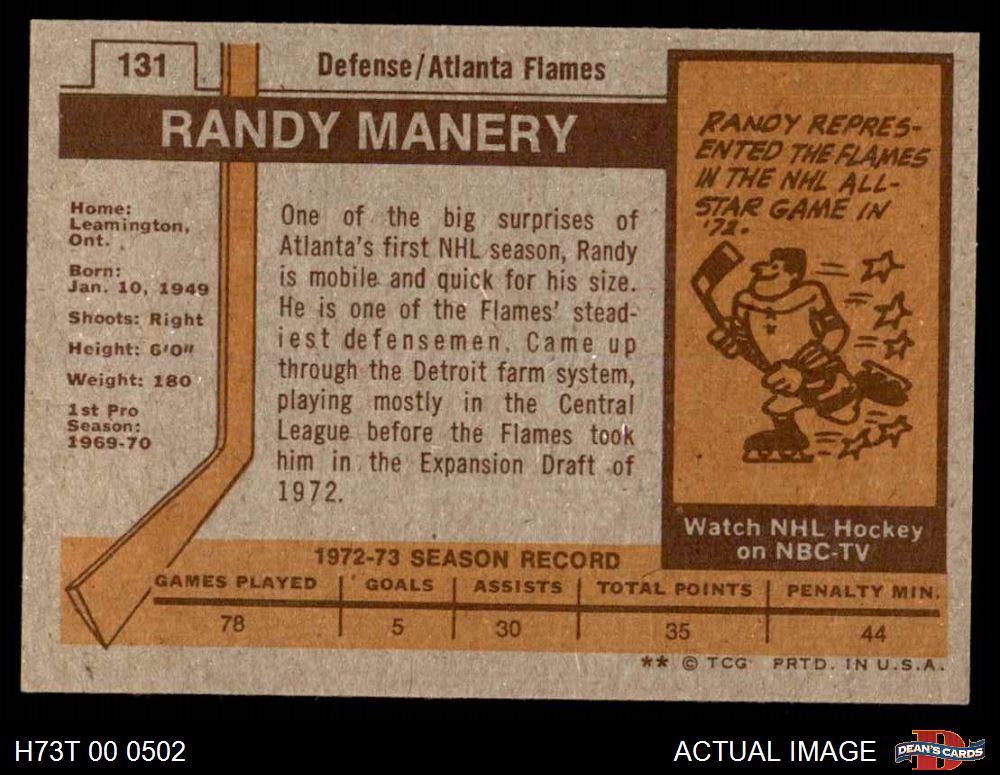 131
Defense/Atlanta Flames
RANDY MANERY
Home:
Leamington,
Ont.
Born:
Jan. 10, 1949
Shoots: Right
Height: 6'0"
Weight: 180
1st Pro
Season:
1969-70
One of the big surprises of
Atlanta's first NHL season, Randy
is mobile and quick for his size.
He is one of the Flames' stead-
iest defensemen. Came up
through the Detroit farm system,
playing mostly in the Central
League before the Flames took
him in the Expansion Draft of
1972.
RANDY REPRES-
ENTED THE FLAMES
IN THE NHL ALL-
STAR GAME IN
'72.
Watch NHL Hockey
on NBC-TV
1972-73 SEASON RECORD
GAMES PLAYED GOALS ASSISTS TOTAL POINTS PENALTY MIN.
78 5 30 35 44
** © TCG PRTD. IN U.S.A.
H73T 00 0502 ACTUAL IMAGE DEAN'S CARDS